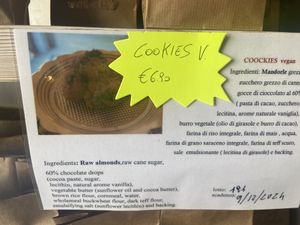 COOKIES V.
€6,90
COOCKIES vegan
Ingredienti: Mandorle grez
zucchero grezzo di cann
gocce di cioccolato al 60%
( pasta di cacao, zucchero
lecitina, aroma naturale vaniglia),
burro vegetale (olio di girasole e burro di cacao),
farina di riso integrale, farina di mais , acqua,
farina di grano saraceno integrale, farina di teff scuro,
sale emulsionante ( lecitina di girasole) e backing.
Ingredients: Raw almonds,raw cane sugar,
60% chocolate drops
(cocoa paste, sugar,
lecithin, natural arome vanilla),
vegetable butter (sunflower oil and cocoa butter),
brown rice flour, cornmeal, water,
wholemeal buckwheat flour, dark teff flour,
emulsifying salt (sunflower lecithin) and backing.
lotto:
scadenza: 9/12/2024